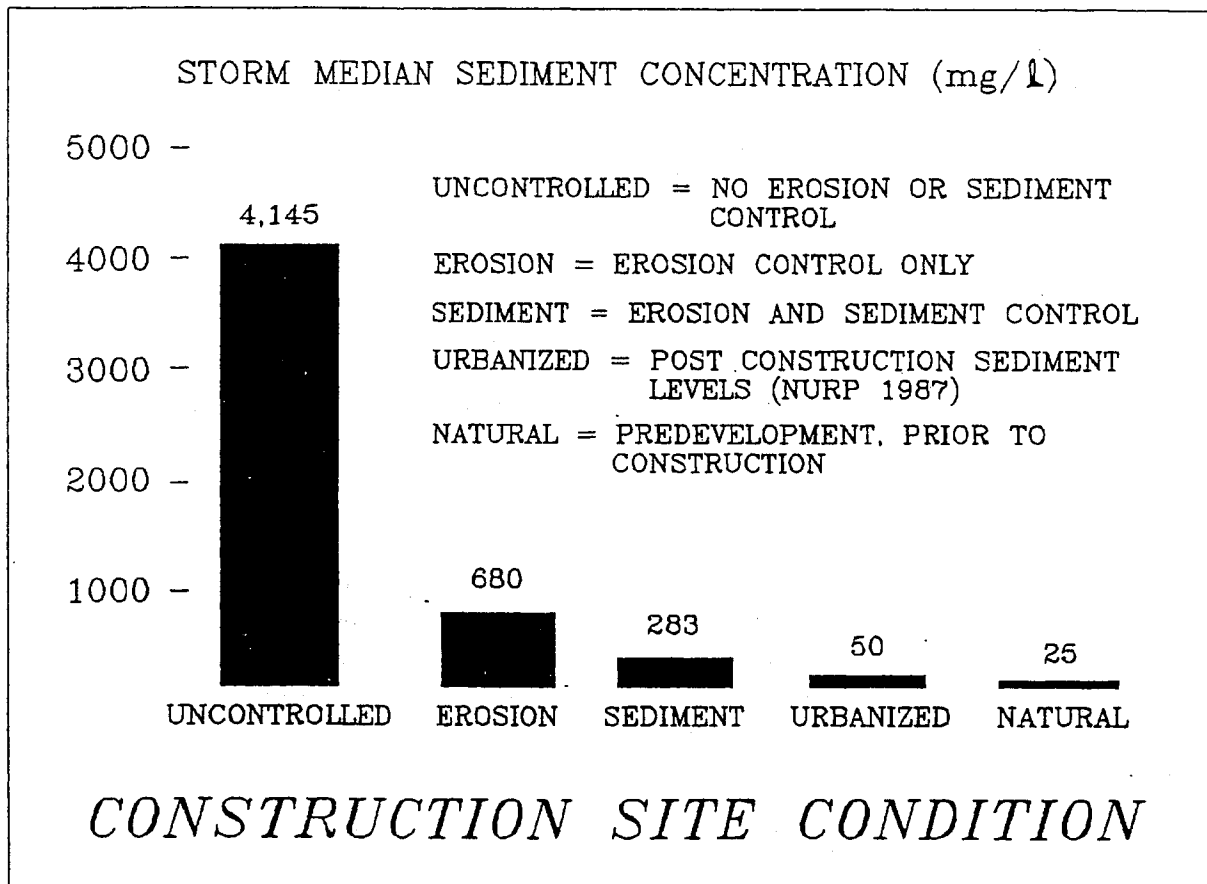 STORM MEDIAN SEDIMENT CONCENTRATION (mg/l)
5000 -
4000 -
3000 -
2000 -
1000 -
4,145
680
283
50
25
UNCONTROLLED = NO EROSION OR SEDIMENT
CONTROL
EROSION = EROSION CONTROL ONLY
SEDIMENT = EROSION AND SEDIMENT CONTROL
URBANIZED = POST CONSTRUCTION SEDIMENT
LEVELS (NURP 1987)
NATURAL = PREDEVELOPMENT, PRIOR TO
CONSTRUCTION
UNCONTROLLED EROSION SEDIMENT URBANIZED NATURAL
CONSTRUCTION SITE CONDITION